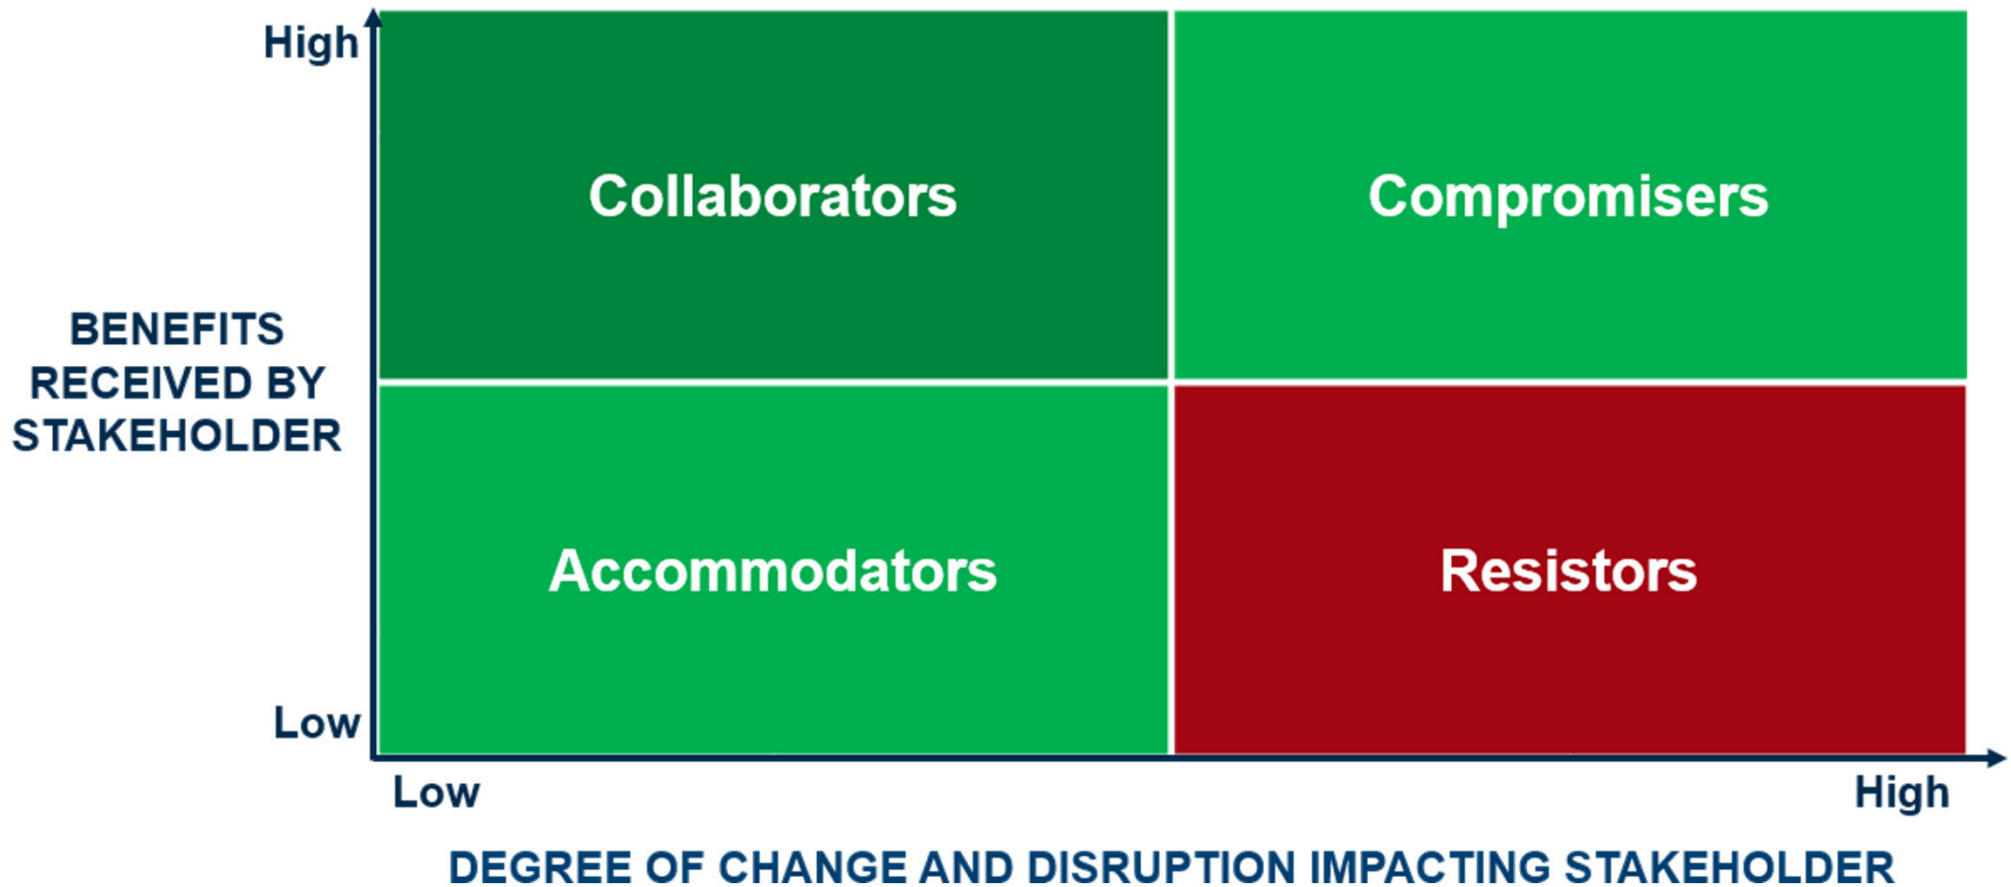 High
Collaborators
Compromisers
BENEFITS
RECEIVED BY
STAKEHOLDER
Accommodators
Resistors
Low
Low
High
DEGREE OF CHANGE AND DISRUPTION IMPACTING STAKEHOLDER